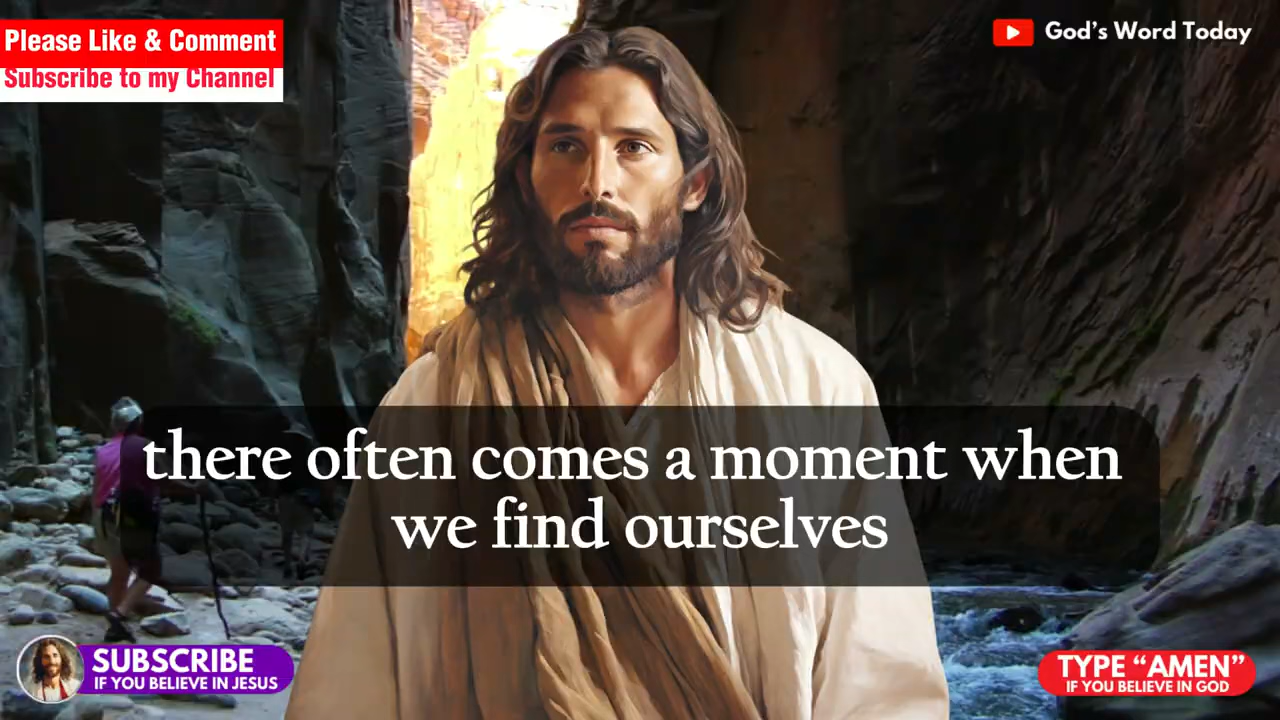 Please Like & Comment
Subscribe to my Channel
God's Word Today
there often comes a moment when
we find ourselves
SUBSCRIBE
IF YOU BELIEVE IN JESUS
TYPE “AMEN”
IF YOU BELIEVE IN GOD